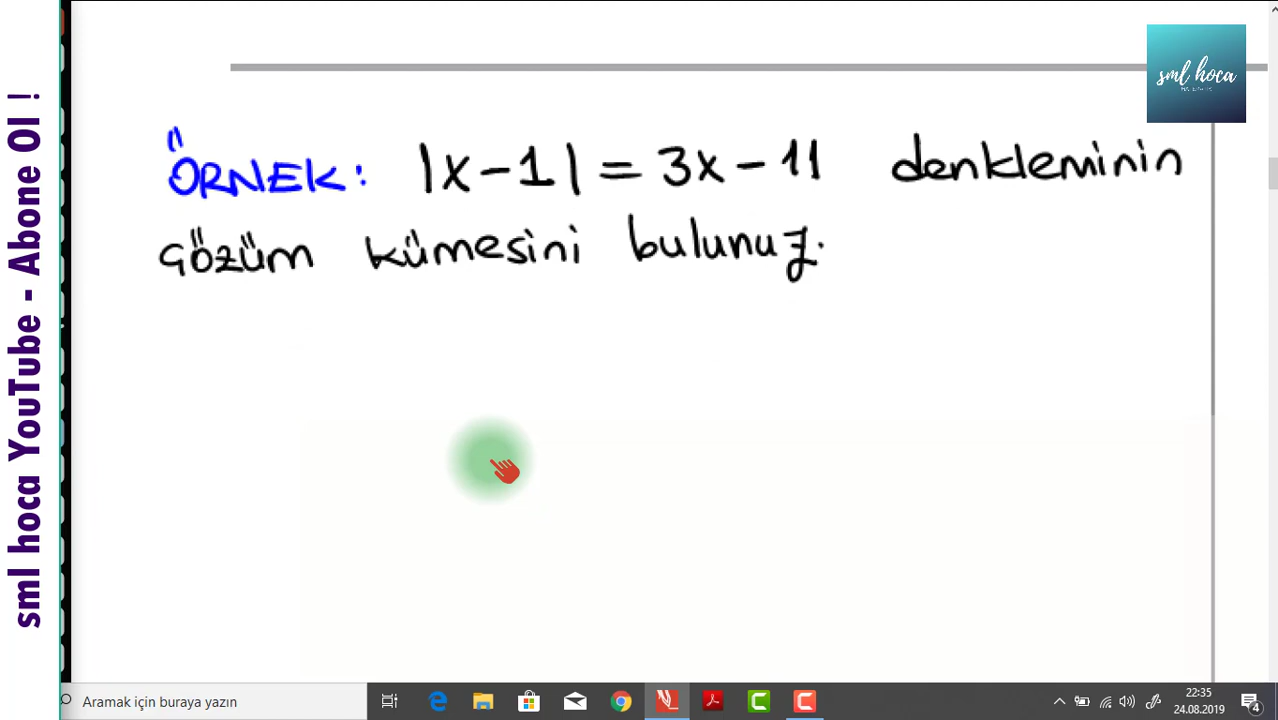 sml hoca YouTube - Abone Ol !
sml hoca
ÖRNEK: |x-1| = 3x-11 denkleminin
çözüm kümesini bulunuz.
Aramak için buraya yazın
22:35
24.08.2019
4